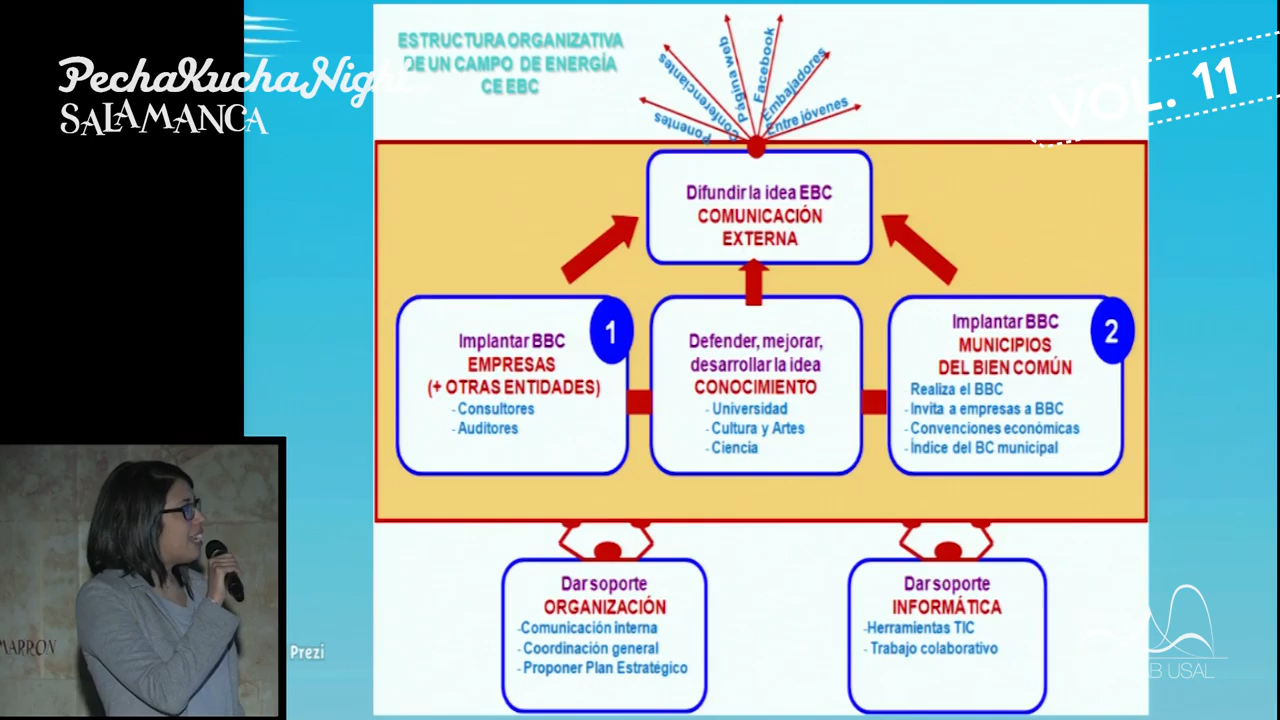 PechaKuchaNigh
SALAMANCA
VOL. 11
ESTRUCTURA ORGANIZATIVA
DE UN CAMPO DE ENERGÍA
CE EBC
Ponentes
Conferenciantes
Página web
Facebook
Embajadores
Entre jóvenes
Difundir la idea EBC
COMUNICACIÓN
EXTERNA
1
Implantar BBC
EMPRESAS
(+ OTRAS ENTIDADES)
- Consultores
- Auditores
Defender, mejorar,
desarrollar la idea
CONOCIMIENTO
- Universidad
- Cultura y Artes
- Ciencia
2
Implantar BBC
MUNICIPIOS
DEL BIEN COMÚN
Realiza el BBC
- Invita a empresas a BBC
- Convenciones económicas
- Índice del BC municipal
Dar soporte
ORGANIZACIÓN
-Comunicación interna
- Coordinación general
- Proponer Plan Estratégico
Dar soporte
INFORMÁTICA
-Herramientas TIC
- Trabajo colaborativo
MARRON
Prezi
B USAL